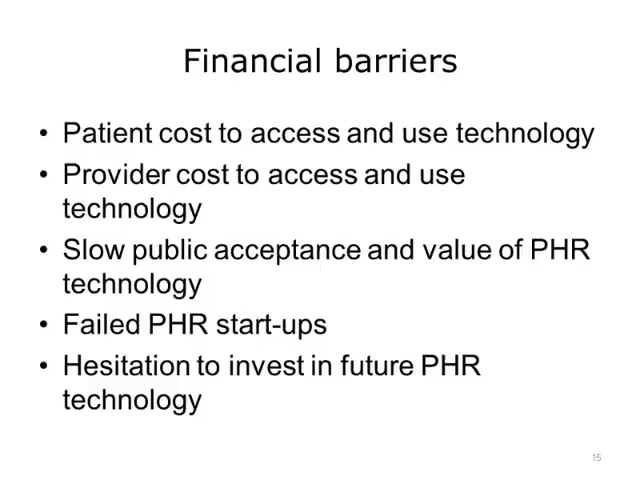 Financial barriers
• Patient cost to access and use technology
• Provider cost to access and use
technology
• Slow public acceptance and value of PHR
technology
• Failed PHR start-ups
• Hesitation to invest in future PHR
technology
15